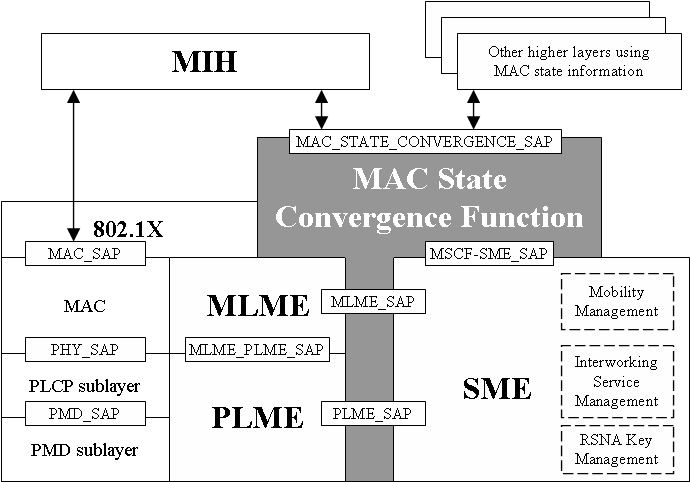 MIH
Other higher layers using
MAC state information
MAC_STATE_CONVERGENCE_SAP
MAC State
Convergence Function
802.1X
MAC_SAP
MSCF-SME_SAP
MAC
MLME
MLME_SAP
Mobility
Management
PHY_SAP
MLME_PLME_SAP
PLCP sublayer
SME
Interworking
Service
Management
PMD_SAP
PLME
PLME_SAP
PMD sublayer
RSNA Key
Management